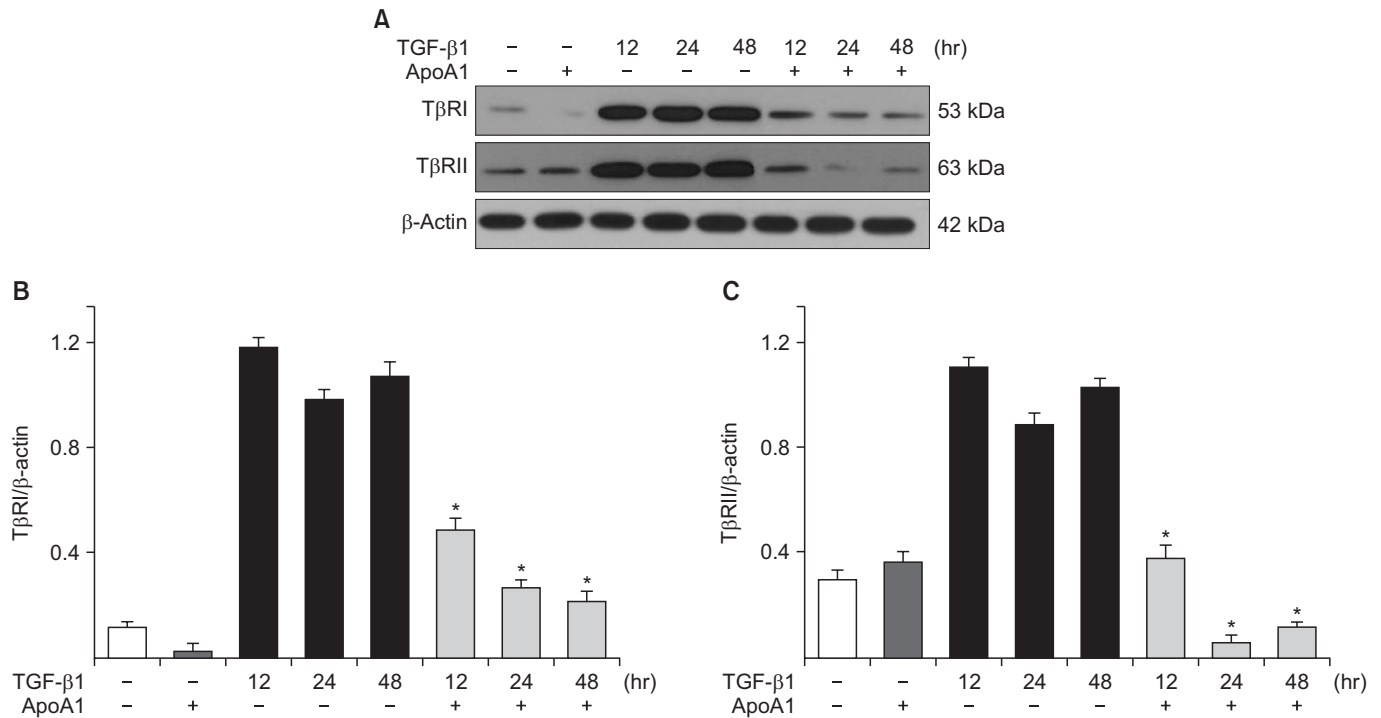 A
TGF-β1 – – 12 24 48 12 24 48 (hr)
ApoA1 – + – – – + + +
TβRI 53 kDa
TβRII 63 kDa
β-Actin 42 kDa
B
1.2
0.8
0.4
TβRI/β-actin
* * *
TGF-β1 – – 12 24 48 12 24 48 (hr)
ApoA1 – + – – – + + +
C
1.2
0.8
0.4
TβRII/β-actin
* * *
TGF-β1 – – 12 24 48 12 24 48 (hr)
ApoA1 – + – – – + + +